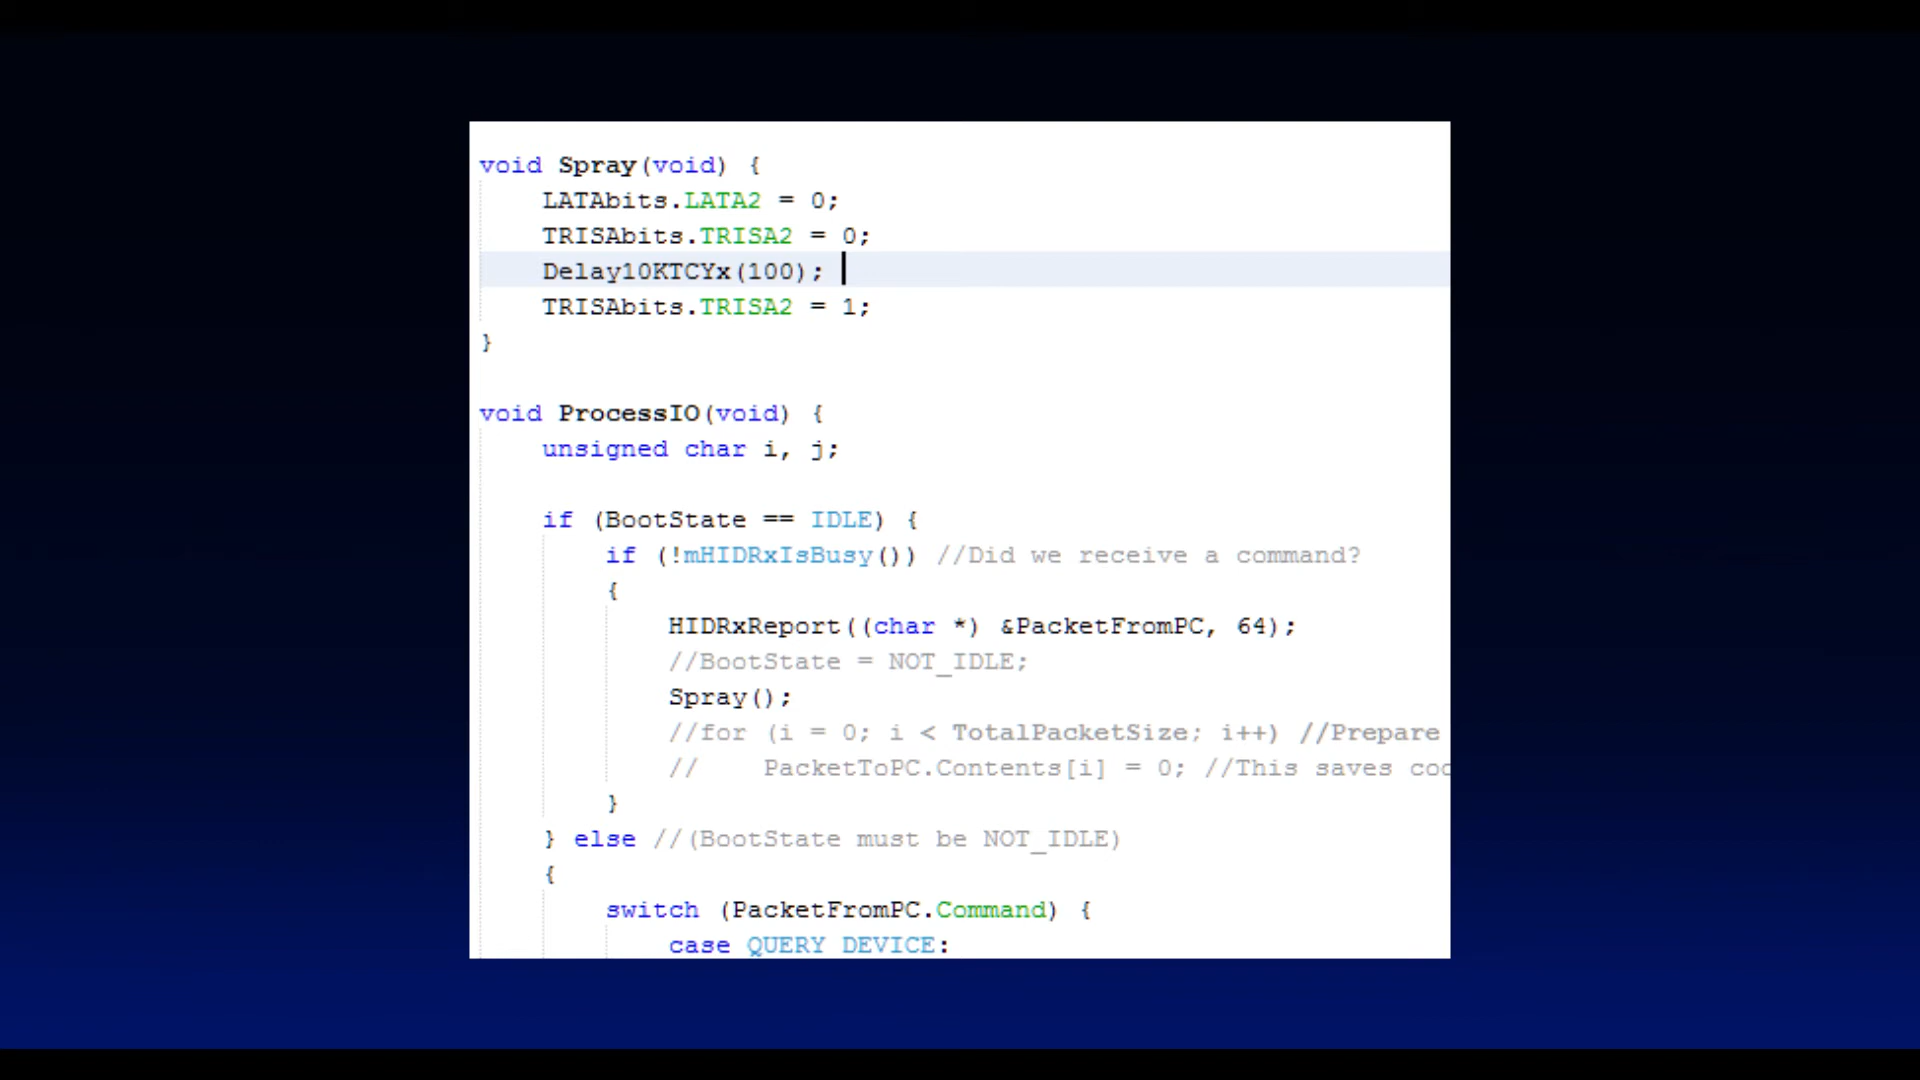 void Spray(void) {
LATAbits.LATA2 = 0;
TRISAbits.TRISA2 = 0;
Delay10KTCYx(100);
TRISAbits.TRISA2 = 1;
}
void ProcessIO(void) {
unsigned char i, j;
if (BootState == IDLE) {
if (!mHIDRxIsBusy()) //Did we receive a command?
{
HIDRxReport((char *) &PacketFromPC, 64);
//BootState = NOT_IDLE;
Spray();
//for (i = 0; i < TotalPacketSize; i++) //Prepare
// PacketToPC.Contents[i] = 0; //This saves
}
} else //(BootState must be NOT_IDLE)
{
switch (PacketFromPC.Command) {
case QUERY_DEVICE: